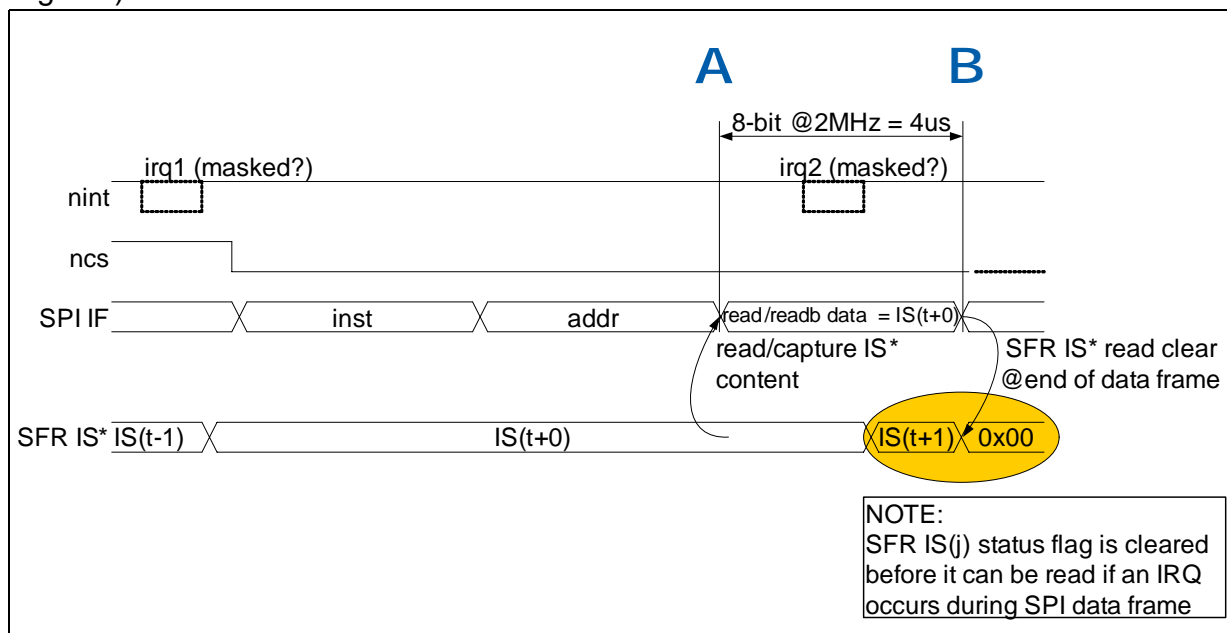 A B
8-bit @2MHz = 4us
irq1 (masked?) irq2 (masked?)
nint
ncs
SPI IF inst addr read/readb data = IS(t+0)
read/capture IS*
content
SFR IS* read clear
@end of data frame
SFR IS* IS(t-1) IS(t+0) IS(t+1) 0x00
NOTE:
SFR IS(j) status flag is cleared
before it can be read if an IRQ
occurs during SPI data frame